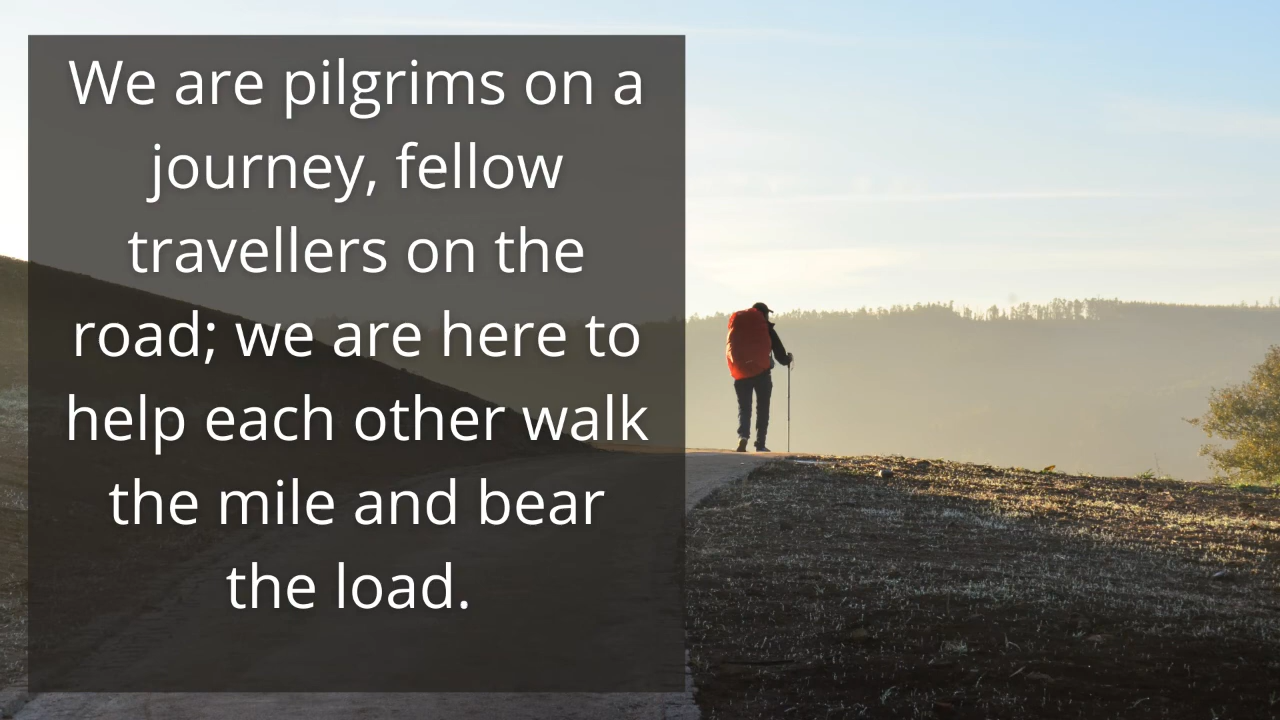 We are pilgrims on a
journey, fellow
travellers on the
road; we are here to
help each other walk
the mile and bear
the load.